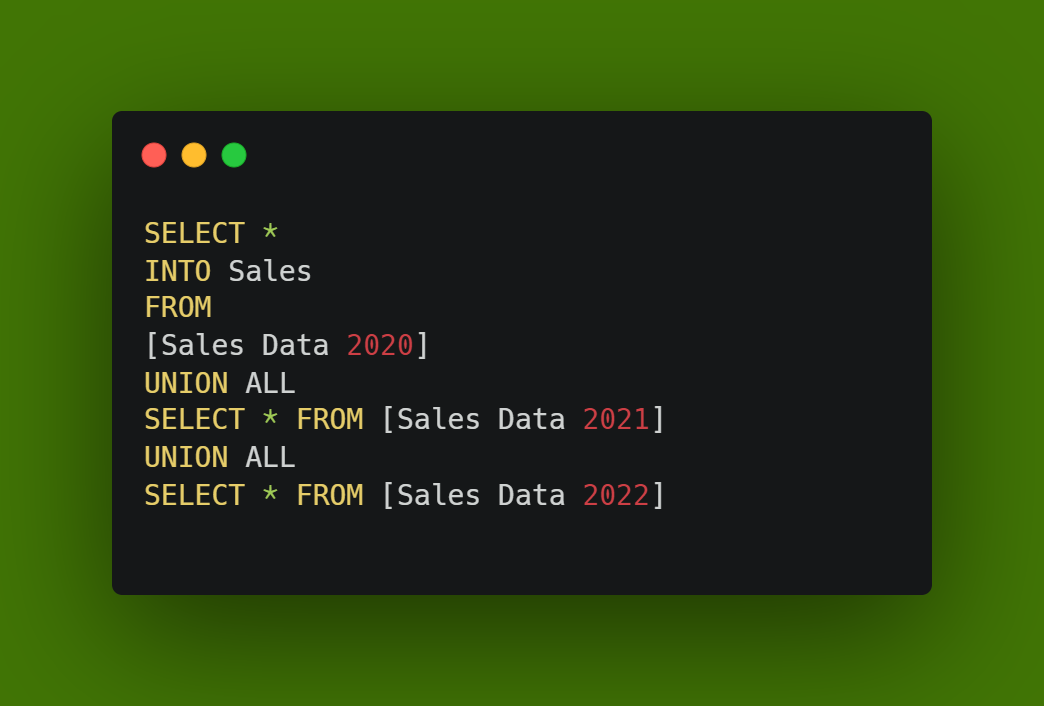 SELECT *
INTO Sales
FROM
[Sales Data 2020]
UNION ALL
SELECT * FROM [Sales Data 2021]
UNION ALL
SELECT * FROM [Sales Data 2022]